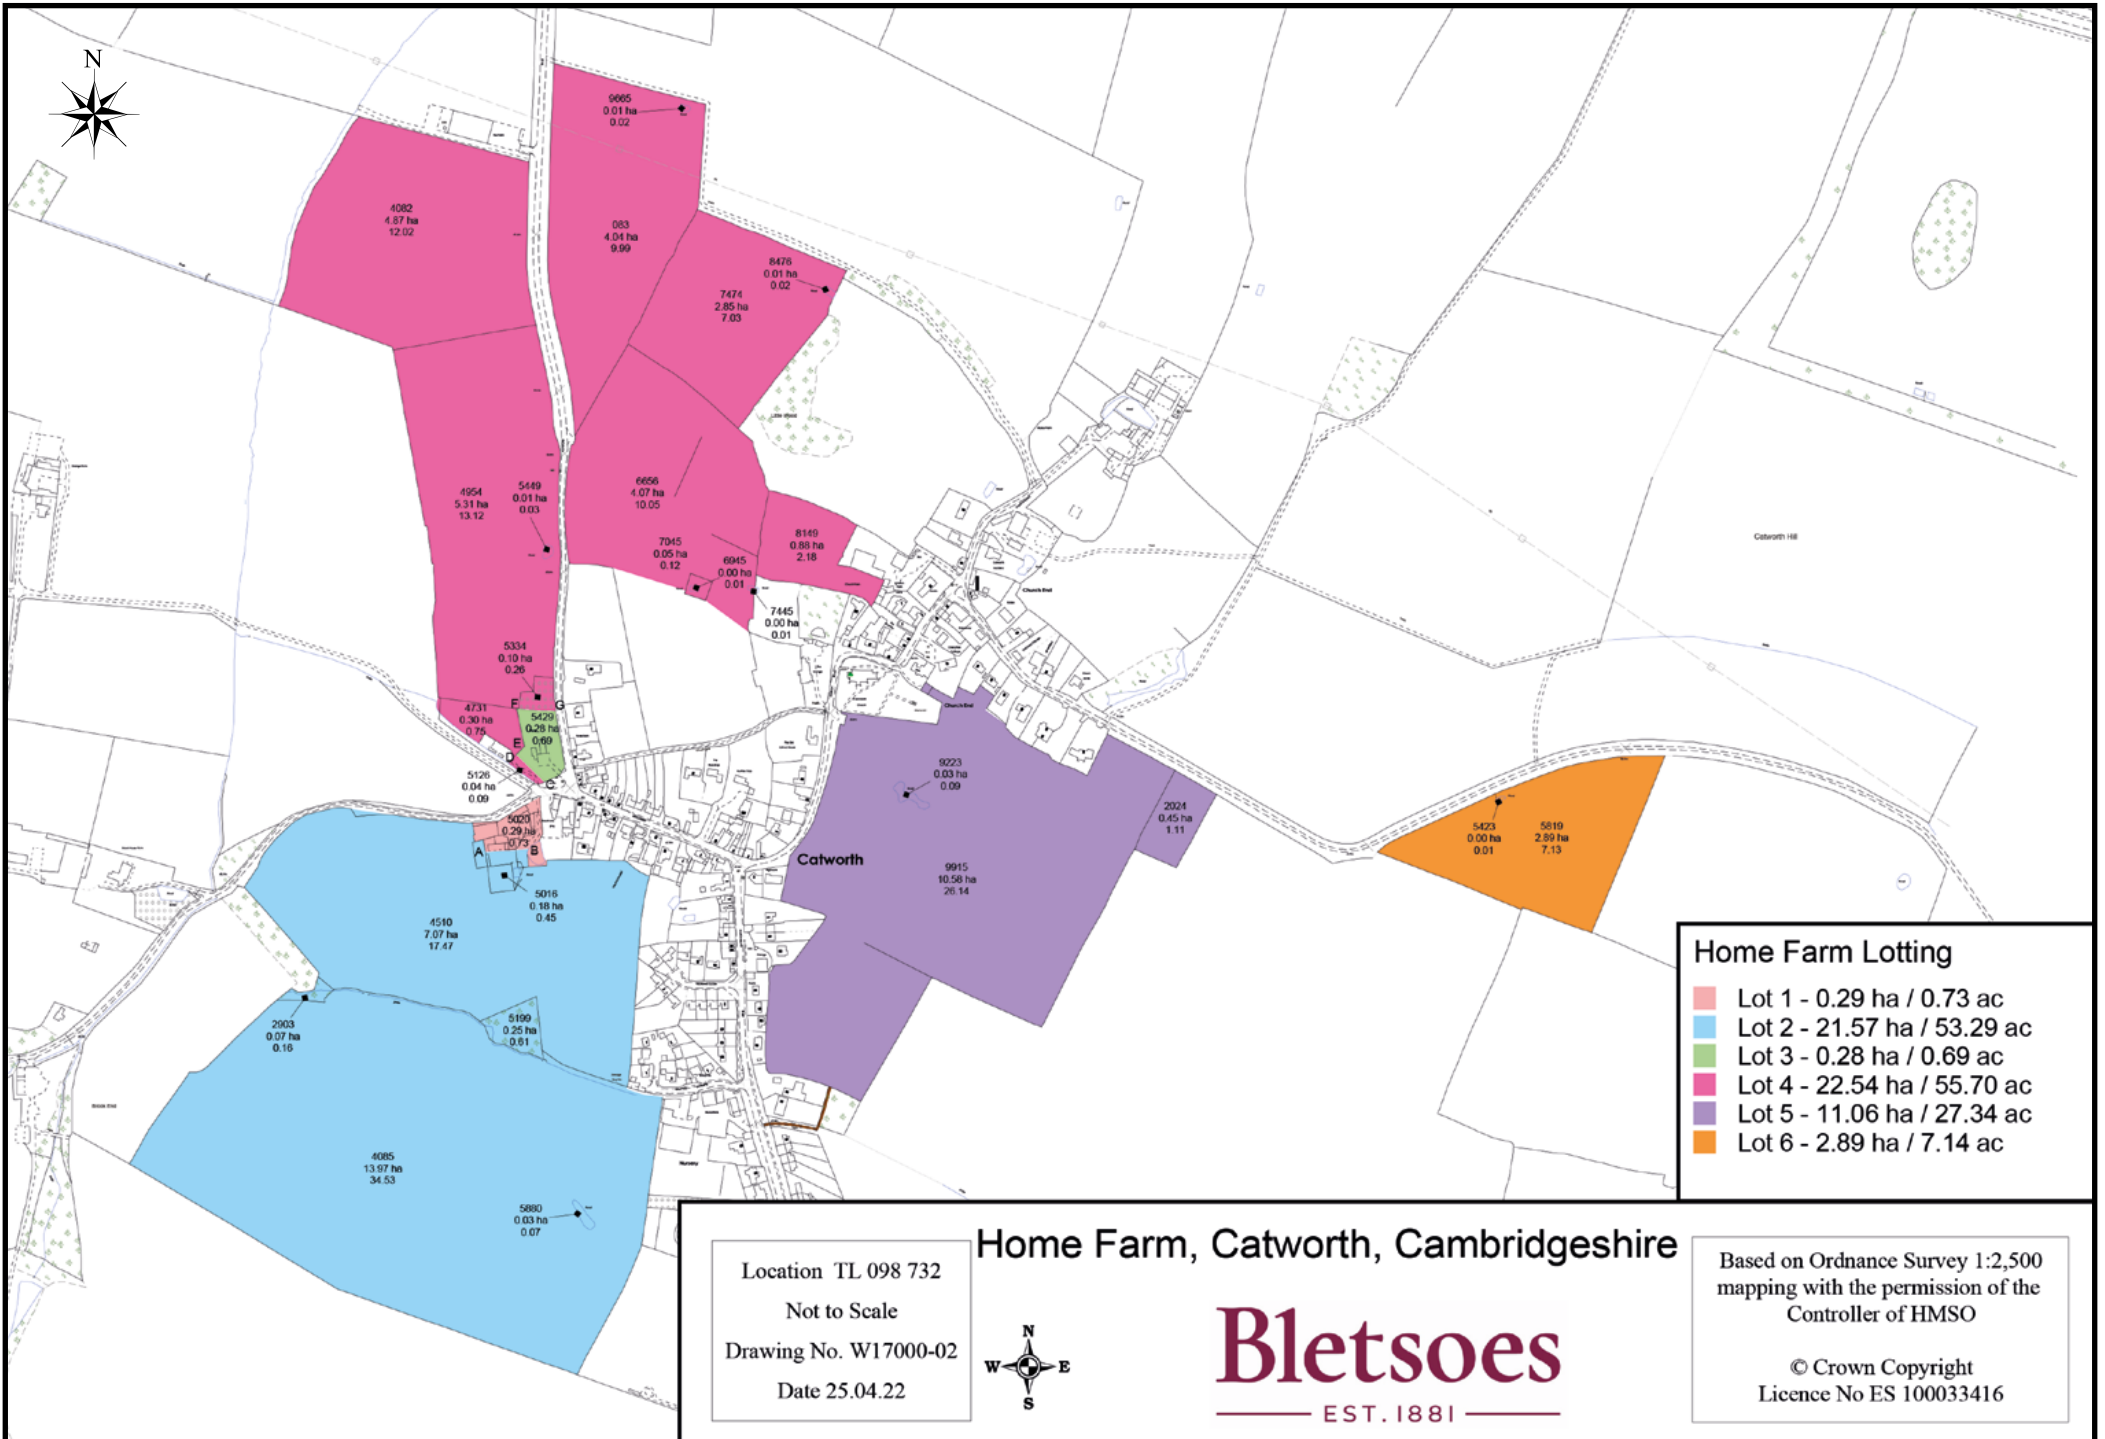 N
9665
0.01 ha
0.02
4082
4.87 ha
12.02
083
4.04 ha
9.99
8476
0.01 ha
0.02
7474
2.85 ha
7.03
Little Wood
4954
5.31 ha
13.12
5449
0.01 ha
0.03
6656
4.07 ha
10.05
7045
0.05 ha
0.12
6945
0.00 ha
0.01
8149
0.88 ha
2.18
7445
0.00 ha
0.01
Catworth Hill
Church End
5334
0.10 ha
0.26
F
G
4731
0.30 ha
0.75
5429
0.28 ha
0.69
E
D
C
5126
0.04 ha
0.09
Church End
9223
0.03 ha
0.09
2024
0.45 ha
1.11
5020
0.29 ha
0.73
A
B
5423
0.00 ha
0.01
5819
2.89 ha
7.13
Catworth
9915
10.58 ha
26.14
5016
0.18 ha
0.45
4510
7.07 ha
17.47
2903
0.07 ha
0.16
5199
0.25 ha
0.61
Brook End
4085
13.97 ha
34.53
Nursery
5880
0.03 ha
0.07
Home Farm Lotting
Lot 1 - 0.29 ha / 0.73 ac
Lot 2 - 21.57 ha / 53.29 ac
Lot 3 - 0.28 ha / 0.69 ac
Lot 4 - 22.54 ha / 55.70 ac
Lot 5 - 11.06 ha / 27.34 ac
Lot 6 - 2.89 ha / 7.14 ac
Home Farm, Catworth, Cambridgeshire
Location TL 098 732
Not to Scale
Drawing No. W17000-02
Date 25.04.22
N
W E
S
Bletsoes
EST. 1881
Based on Ordnance Survey 1:2,500
mapping with the permission of the
Controller of HMSO
© Crown Copyright
Licence No ES 100033416